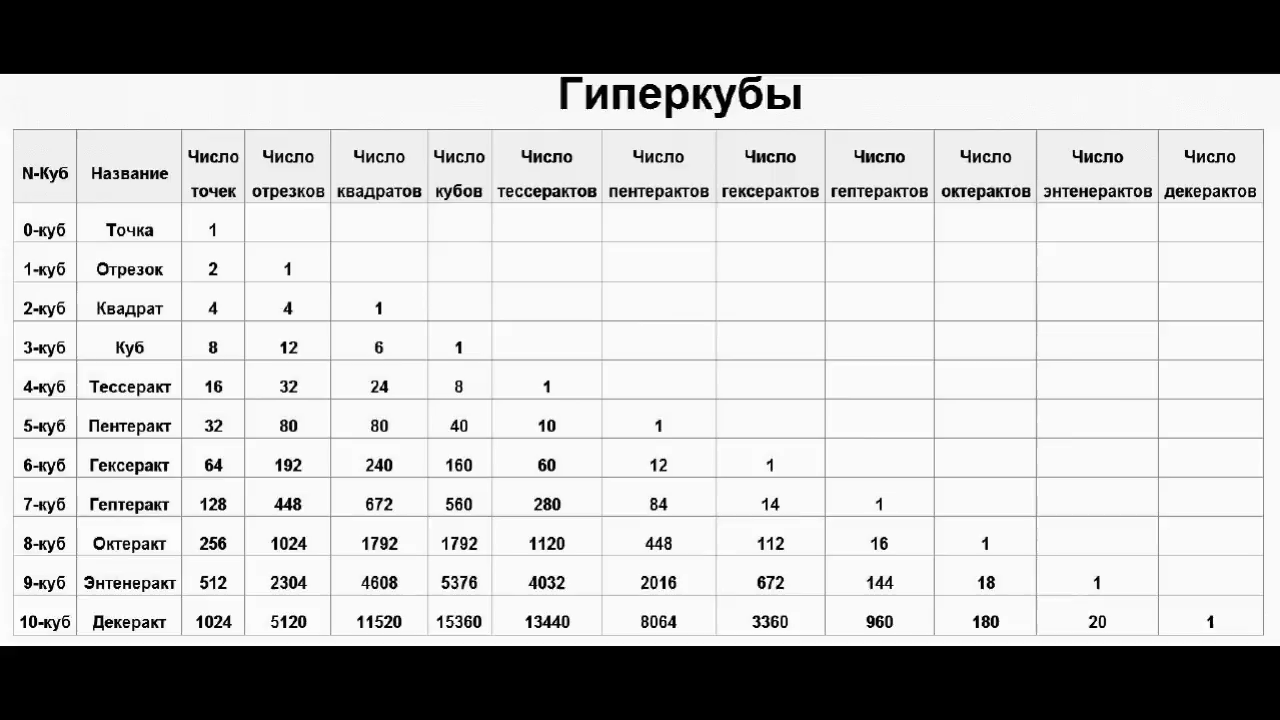 Гиперкубы
N-Куб Название Число точек Число отрезков Число квадратов Число кубов Число тессерактов Число пентерактов Число гексерактов Число гептерактов Число октерактов Число энтенерактов Число декерактов
0-куб Точка 1
1-куб Отрезок 2 1
2-куб Квадрат 4 4 1
3-куб Куб 8 12 6 1
4-куб Тессеракт 16 32 24 8 1
5-куб Пентеракт 32 80 80 40 10 1
6-куб Гексеракт 64 192 240 160 60 12 1
7-куб Гептеракт 128 448 672 560 280 84 14 1
8-куб Октеракт 256 1024 1792 1792 1120 448 112 16 1
9-куб Энтенеракт 512 2304 4608 5376 4032 2016 672 144 18 1
10-куб Декеракт 1024 5120 11520 15360 13440 8064 3360 960 180 20 1